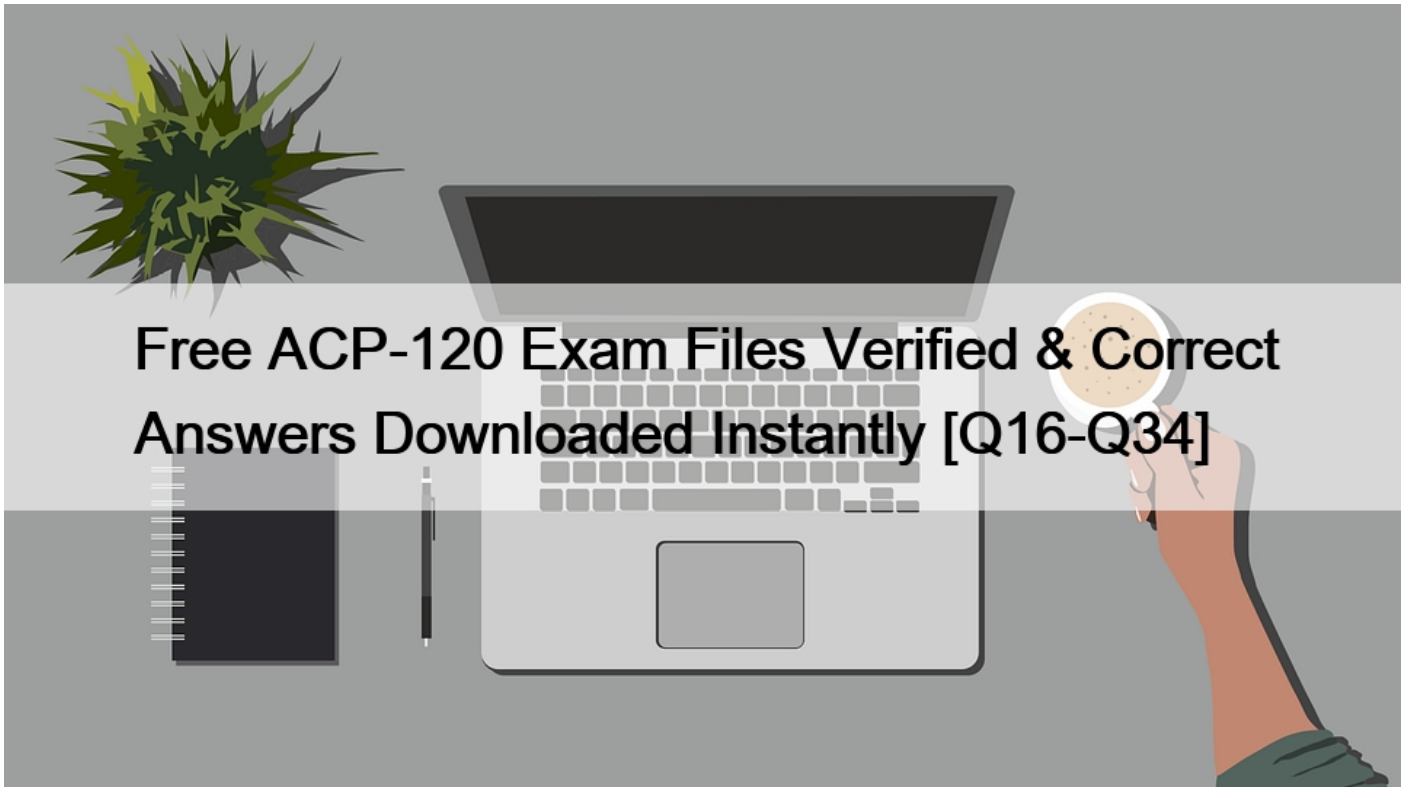 Free ACP-120 Exam Files Verified & Correct
Answers Downloaded Instantly [Q16-Q34]